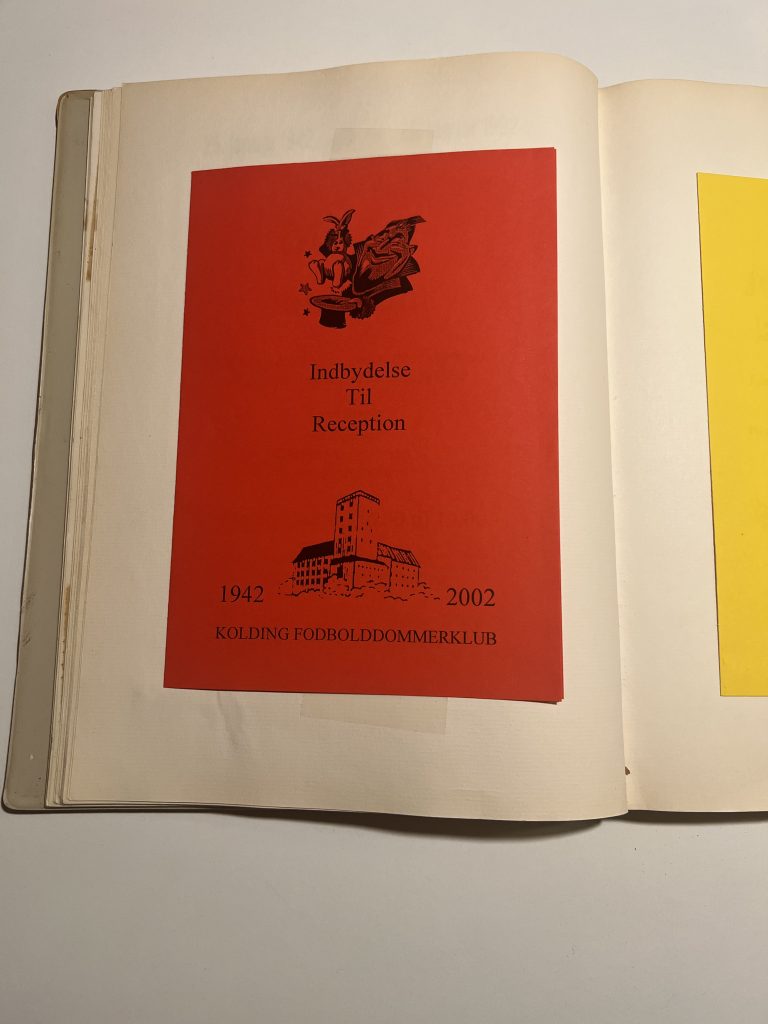 Indbydelse
Til
Reception
1942 2002
KOLDING FODBOLDDOMMERKLUB